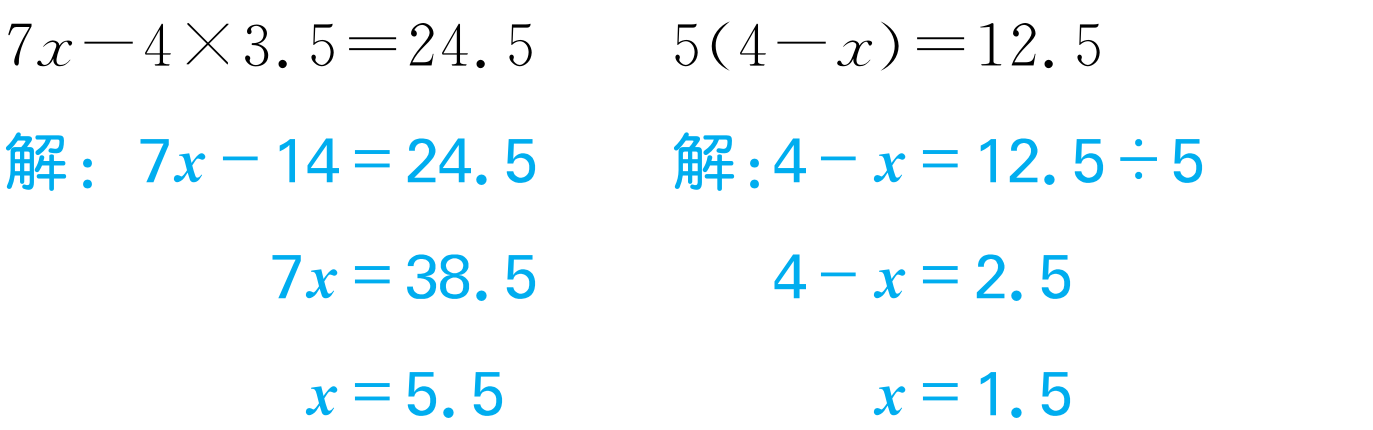 7x－4×3.5＝24.5
解：7x－14＝24.5
7x＝38.5
x＝5.5
5(4－x)＝12.5
解：4－x＝12.5÷5
4－x＝2.5
x＝1.5